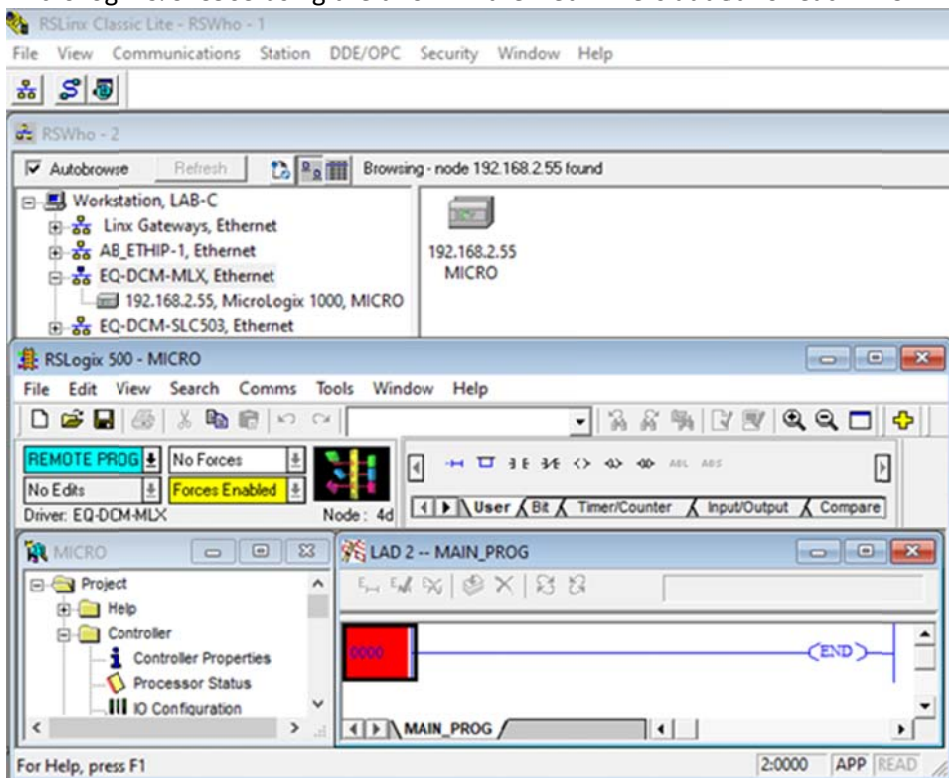 RSLinx Classic Lite - RSWho - 1
File View Communications Station DDE/OPC Security Window Help
RSWho - 2
Autobrowse Refresh Browsing - node 192.168.2.55 found
Workstation, LAB-C
Linx Gateways, Ethernet
AB_ETHIP-1, Ethernet
EQ-DCM-MLX, Ethernet
192.168.2.55, MicroLogix 1000, MICRO
EQ-DCM-SLC503, Ethernet
192.168.2.55
MICRO
RSLogix 500 - MICRO
File Edit View Search Comms Tools Window Help
REMOTE PROG No Forces
No Edits Forces Enabled
Driver: EQ-DCM-MLX Node: 4d
ABL ABS
User Bit Timer/Counter Input/Output Compare
MICRO
Project
Help
Controller
Controller Properties
Processor Status
IO Configuration
LAD 2 -- MAIN_PROG
0000
END
MAIN_PROG
For Help, press F1
2:0000 APP READ